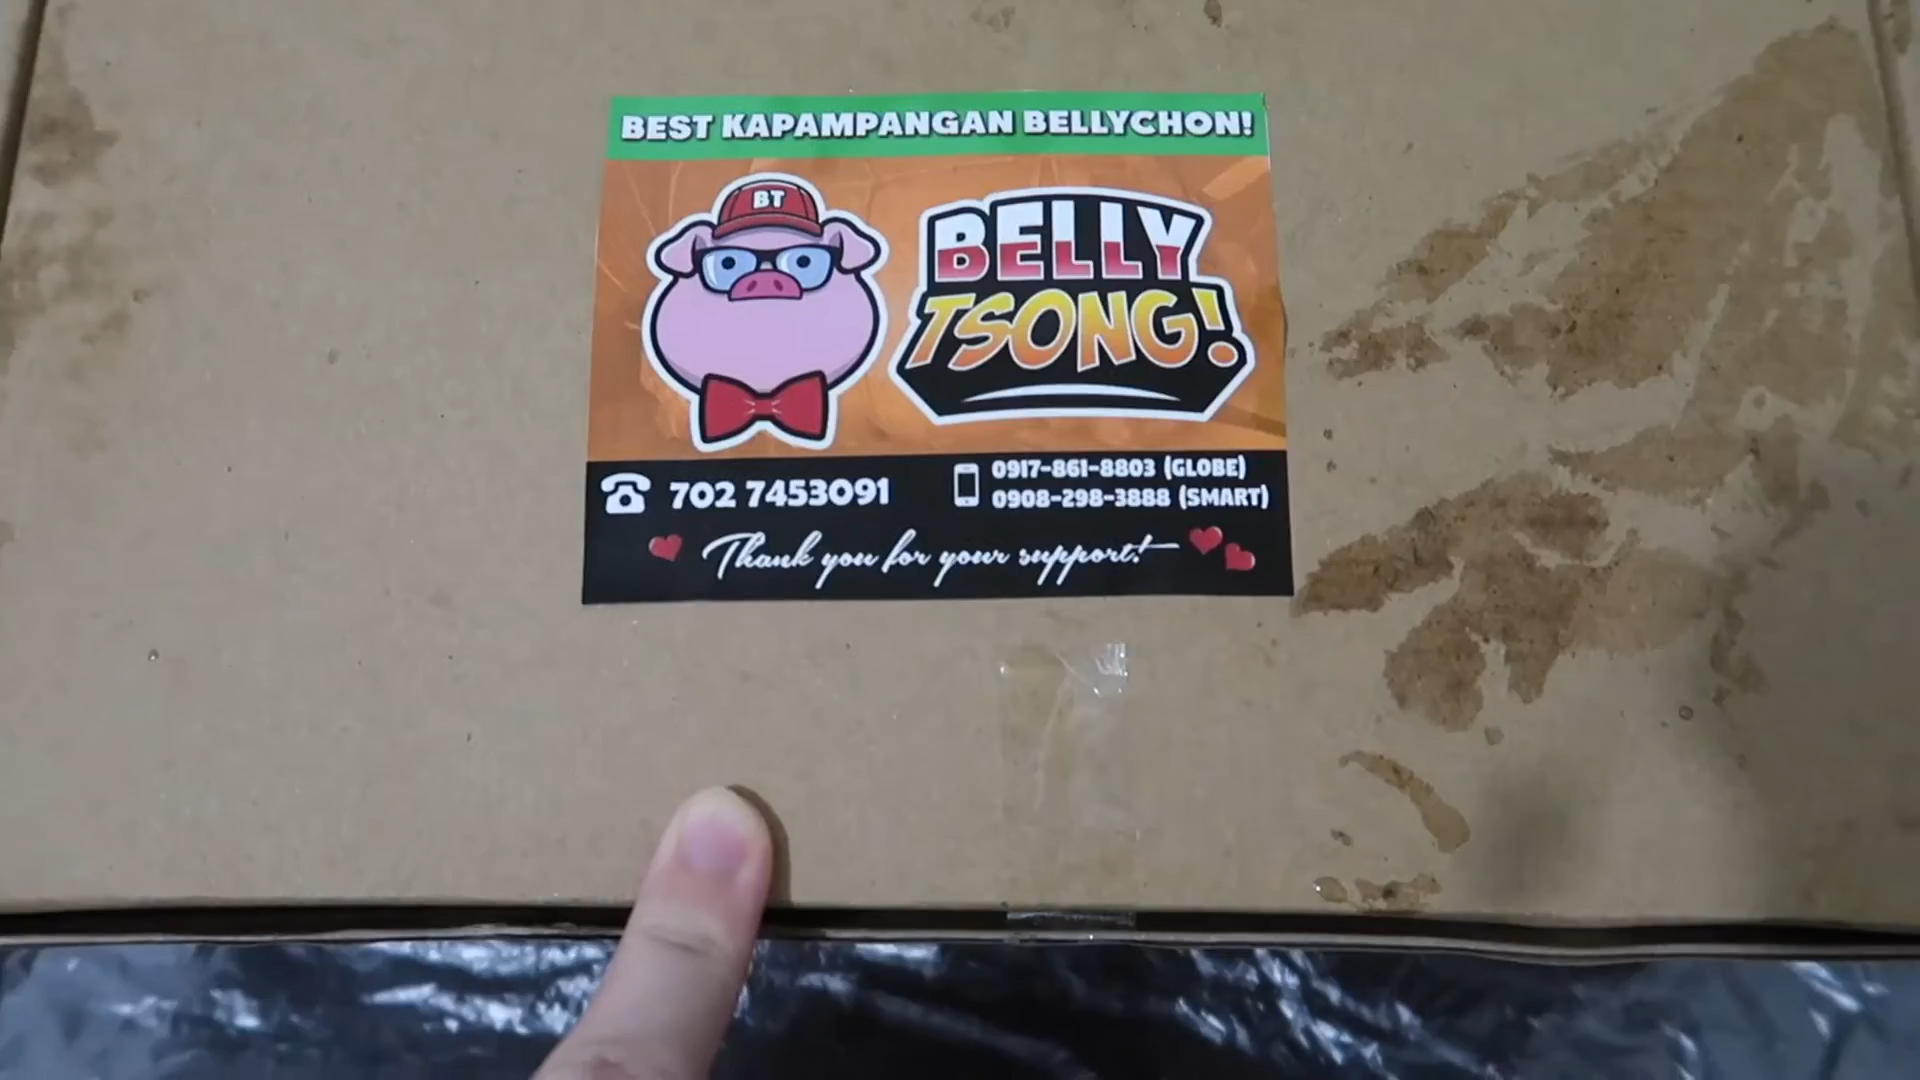 BEST KAPAMPANGAN BELLYCHON!
BT
BELLY
TSONG!
702 7453091
0917-861-8803 (GLOBE)
0908-298-3888 (SMART)
Thank you for your support!